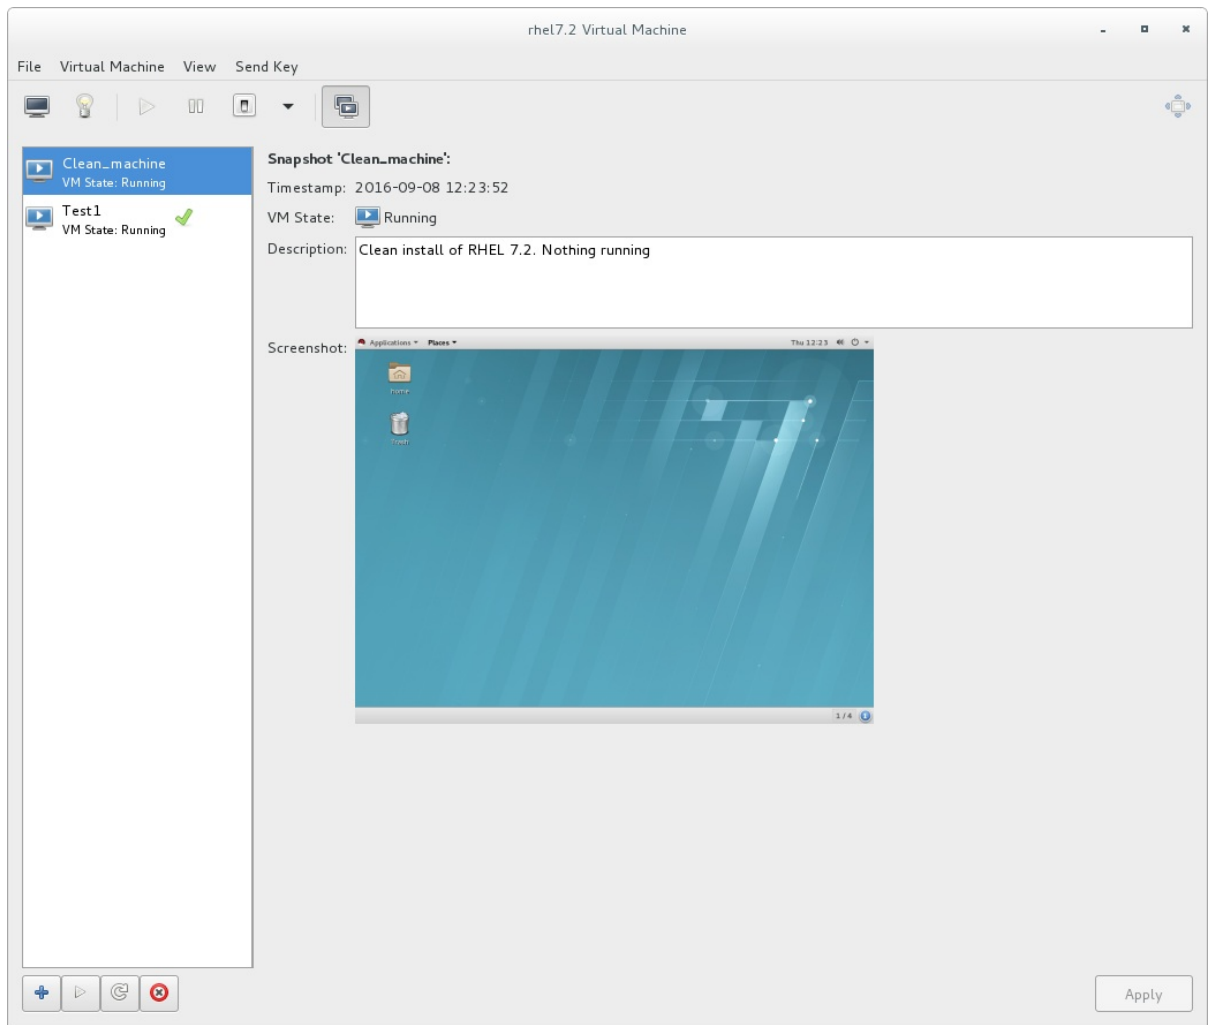 rhel7.2 Virtual Machine
File Virtual Machine View Send Key
Clean_machine
VM State: Running
Test1
VM State: Running
Snapshot 'Clean_machine':
Timestamp: 2016-09-08 12:23:52
VM State: Running
Description: Clean install of RHEL 7.2. Nothing running
Screenshot:
Applications Places Thu 12:23
home
Trash
1 / 4
Apply